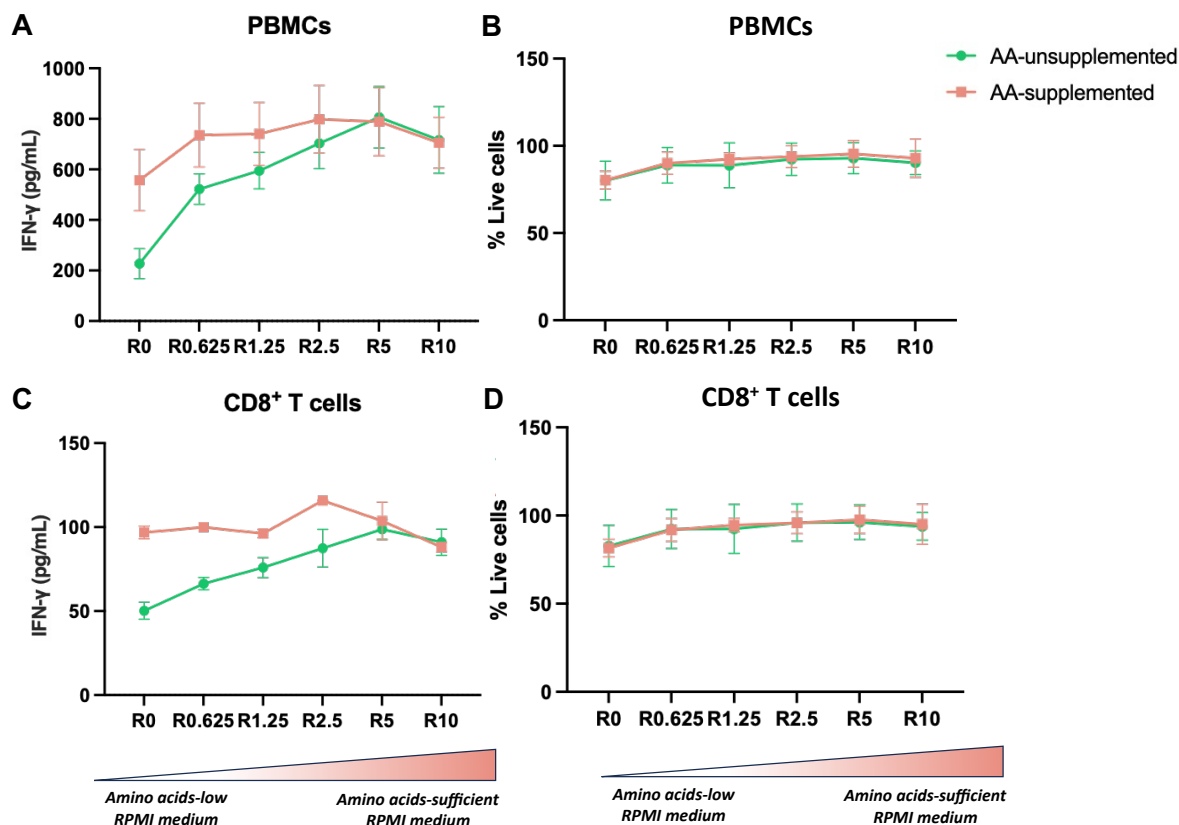 A
PBMCs
IFN-γ (pg/mL)
1000
800
600
400
200
0
R0 R0.625 R1.25 R2.5 R5 R10
B
PBMCs
% Live cells
150
100
50
0
R0 R0.625 R1.25 R2.5 R5 R10
AA-unsupplemented
AA-supplemented
C
CD8⁺ T cells
IFN-γ (pg/mL)
150
100
50
0
R0 R0.625 R1.25 R2.5 R5 R10
Amino acids-low
RPMI medium
Amino acids-sufficient
RPMI medium
D
CD8⁺ T cells
% Live cells
150
100
50
0
R0 R0.625 R1.25 R2.5 R5 R10
Amino acids-low
RPMI medium
Amino acids-sufficient
RPMI medium